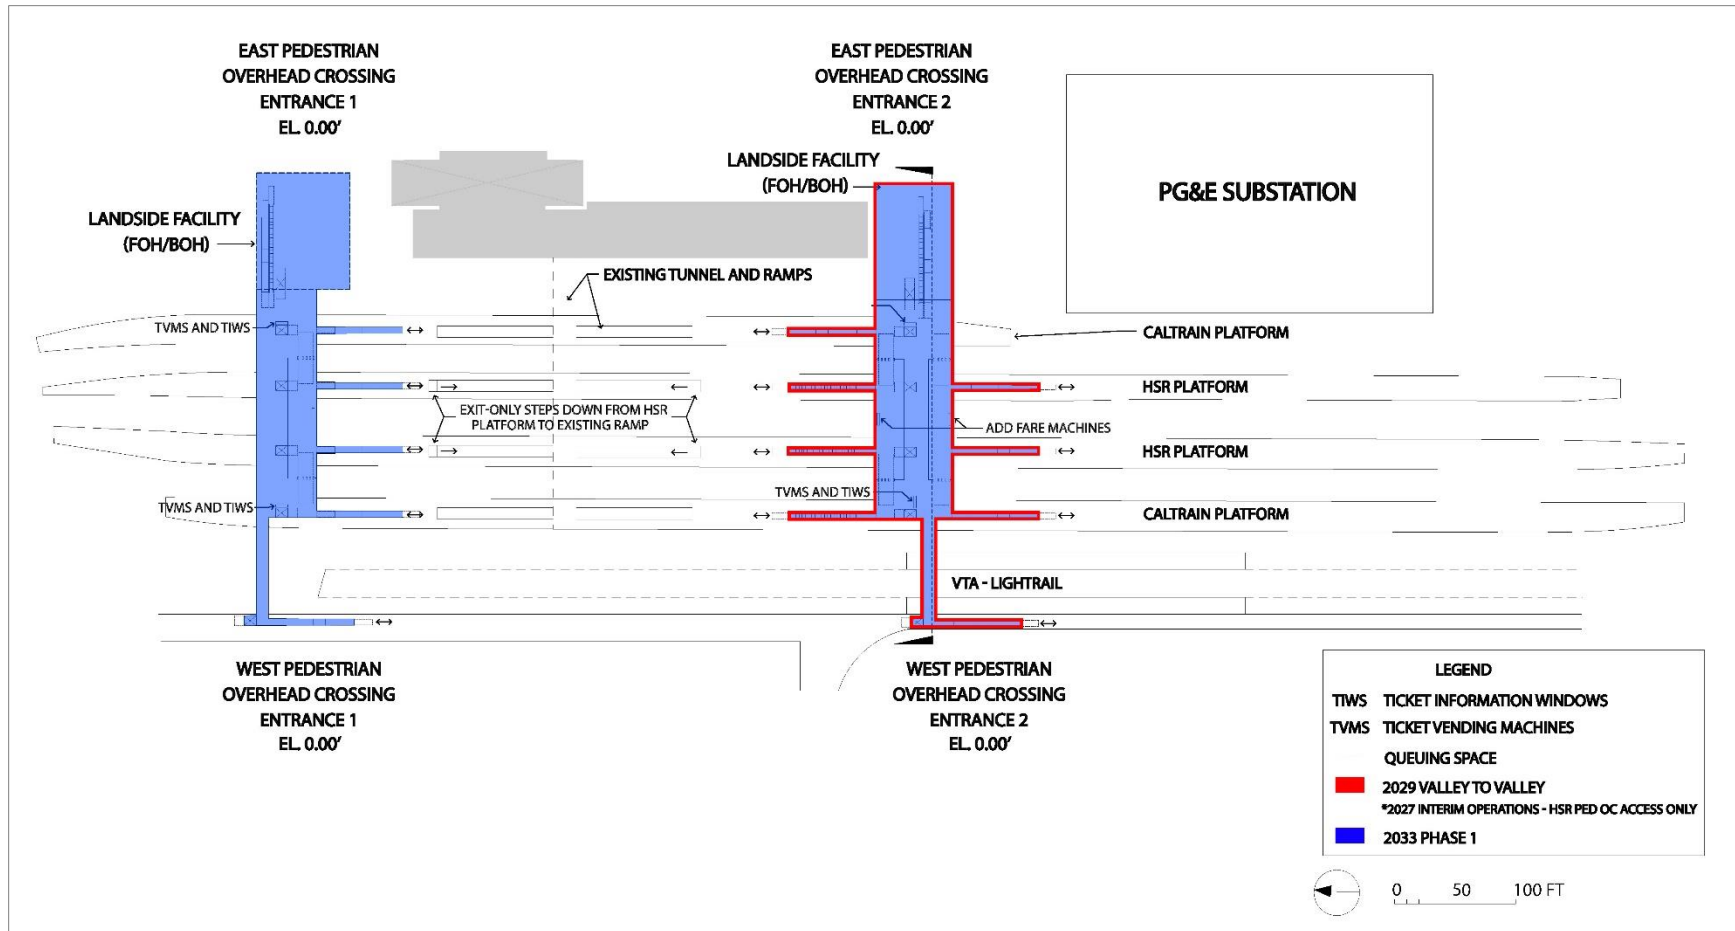 EAST PEDESTRIAN
OVERHEAD CROSSING
ENTRANCE 1
EL. 0.00'
EAST PEDESTRIAN
OVERHEAD CROSSING
ENTRANCE 2
EL. 0.00'
LANDSIDE FACILITY
(FOH/BOH)
PG&E SUBSTATION
LANDSIDE FACILITY
(FOH/BOH)
EXISTING TUNNEL AND RAMPS
TVMS AND TIWS
CALTRAIN PLATFORM
HSR PLATFORM
EXIT-ONLY STEPS DOWN FROM HSR
PLATFORM TO EXISTING RAMP
ADD FARE MACHINES
HSR PLATFORM
TVMS AND TIWS
TVMS AND TIWS
CALTRAIN PLATFORM
VTA - LIGHTRAIL
WEST PEDESTRIAN
OVERHEAD CROSSING
ENTRANCE 1
EL. 0.00'
WEST PEDESTRIAN
OVERHEAD CROSSING
ENTRANCE 2
EL. 0.00'
LEGEND
TIWS TICKET INFORMATION WINDOWS
TVMS TICKET VENDING MACHINES
QUEUING SPACE
2029 VALLEY TO VALLEY
*2027 INTERIM OPERATIONS - HSR PED OC ACCESS ONLY
2033 PHASE 1
0 50 100 FT